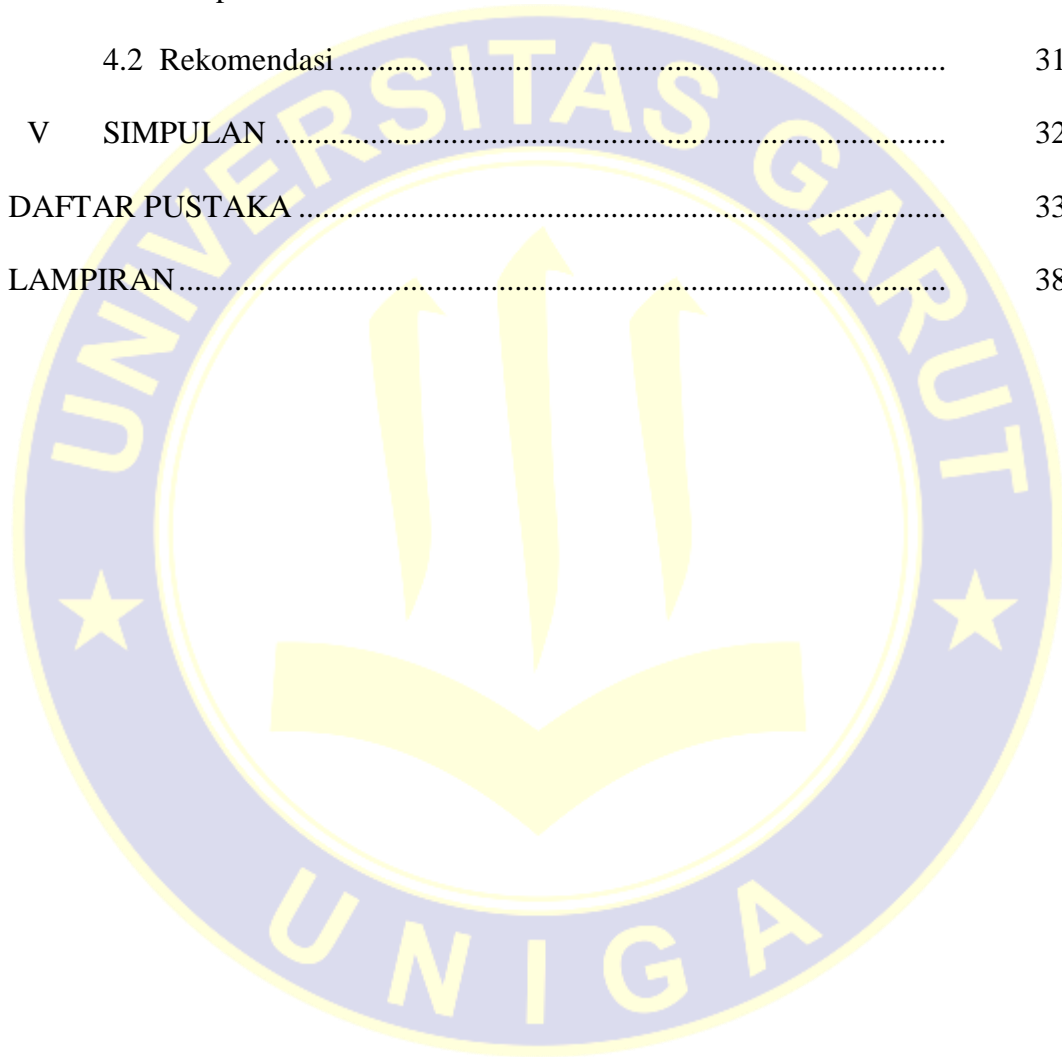 4.2 Rekomendasi ........................................................................... 31
V SIMPULAN .................................................................................. 32
DAFTAR PUSTAKA ................................................................................ 33
LAMPIRAN .............................................................................................. 38
UNIVERSITAS GARUT
UNIGA